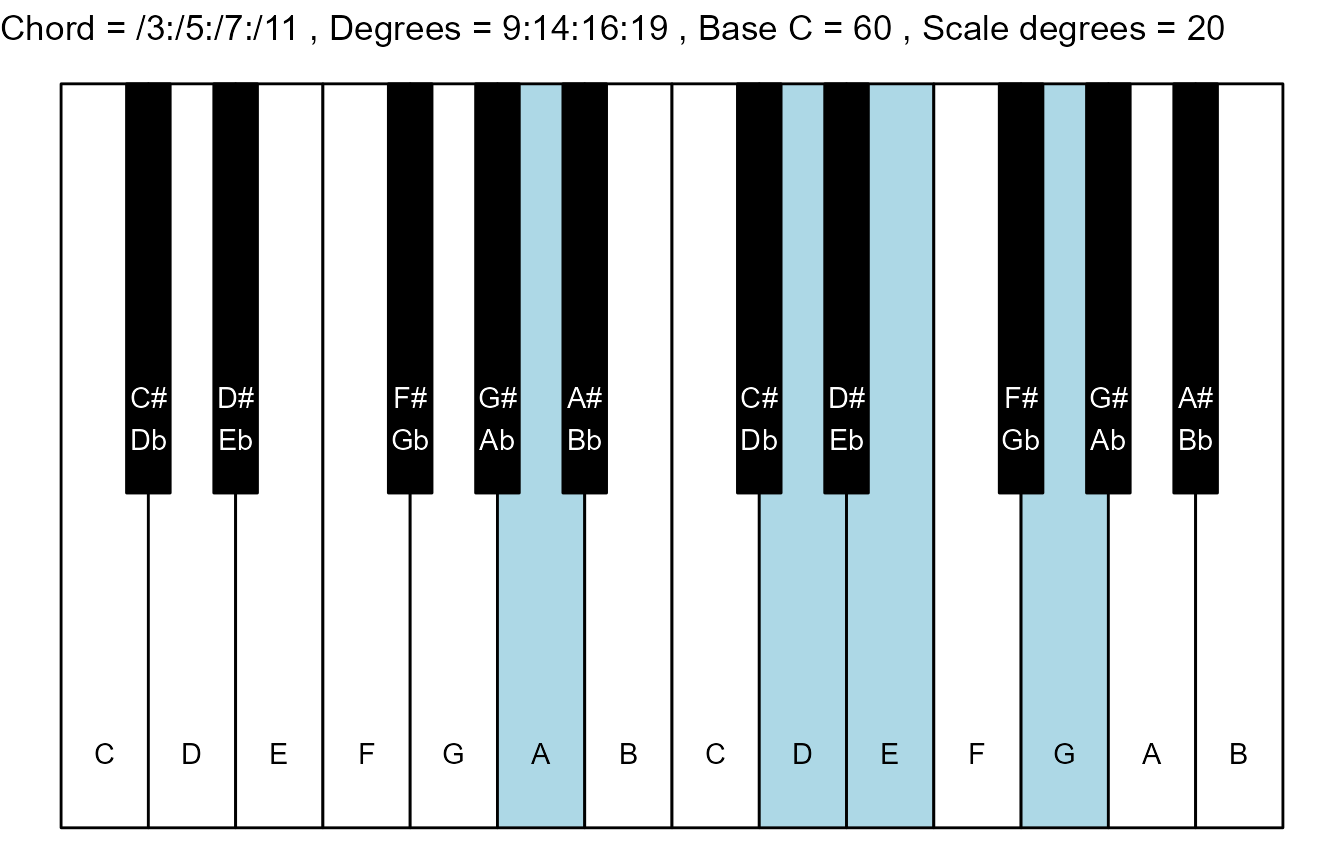 Chord = /3:/5:/7:/11 , Degrees = 9:14:16:19 , Base C = 60 , Scale degrees = 20
C# D# F# G# A# C# D# F# G# A#
Db Eb Gb Ab Bb Db Eb Gb Ab Bb
C D E F G A B C D E F G A B